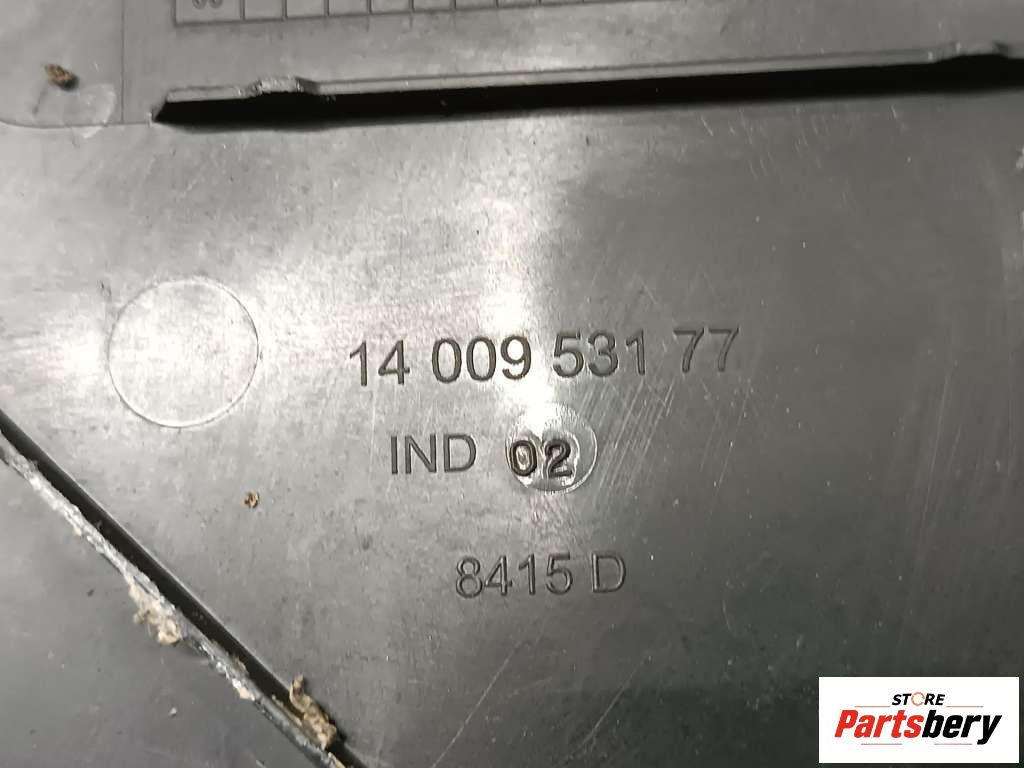 14 009 531 77
IND 02
8415 D
STORE
Partsbery